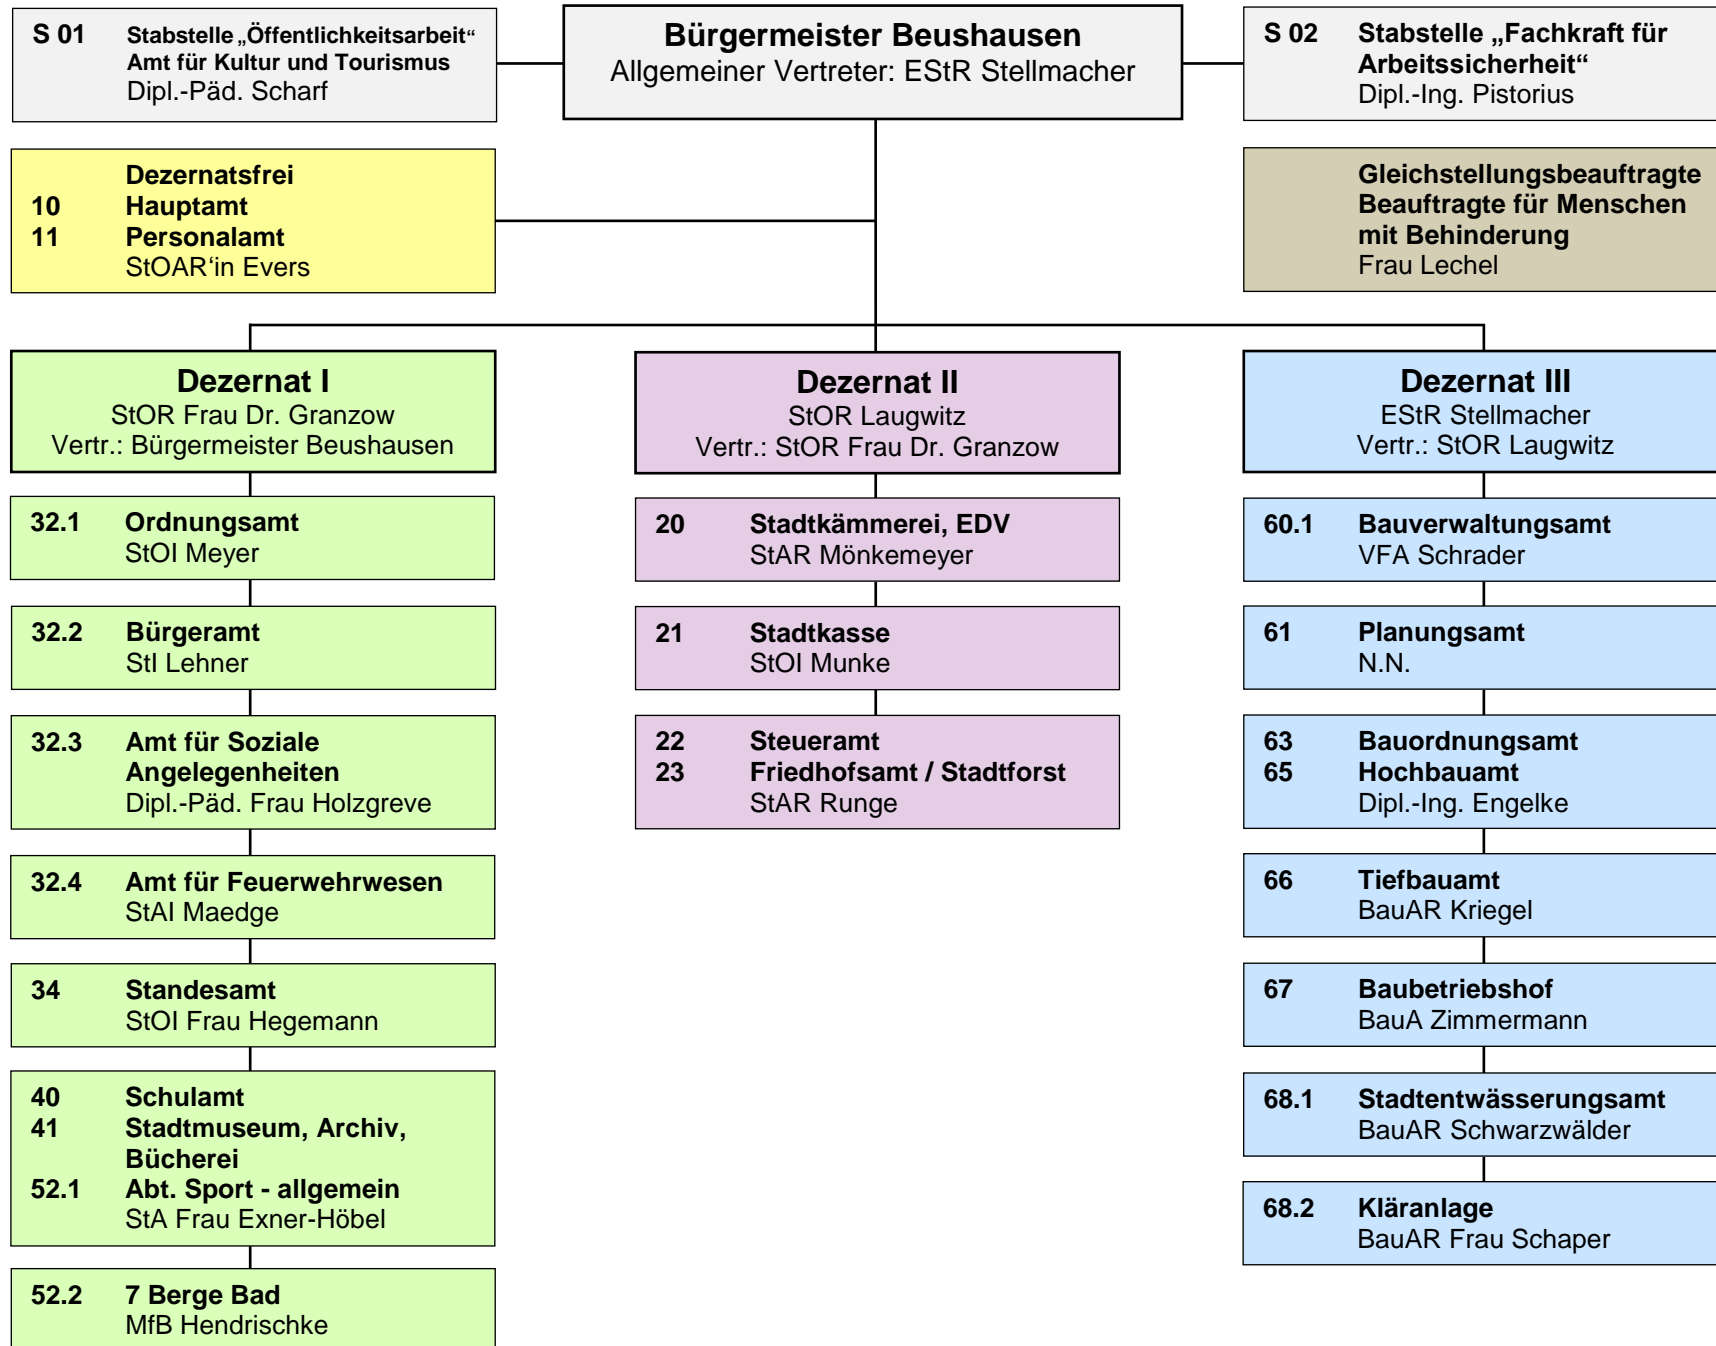 S 01 Stabstelle „Öffentlichkeitsarbeit“
Amt für Kultur und Tourismus
Dipl.-Päd. Scharf
Bürgermeister Beushausen
Allgemeiner Vertreter: EStR Stellmacher
S 02 Stabstelle „Fachkraft für
Arbeitssicherheit“
Dipl.-Ing. Pistorius
Dezernatsfrei
10 Hauptamt
11 Personalamt
StOAR‘in Evers
Gleichstellungsbeauftragte
Beauftragte für Menschen
mit Behinderung
Frau Lechel
Dezernat I
StOR Frau Dr. Granzow
Vertr.: Bürgermeister Beushausen
32.1 Ordnungsamt
StOI Meyer
32.2 Bürgeramt
StI Lehner
32.3 Amt für Soziale
Angelegenheiten
Dipl.-Päd. Frau Holzgreve
32.4 Amt für Feuerwehrwesen
StAI Maedge
34 Standesamt
StOI Frau Hegemann
40 Schulamt
41 Stadtmuseum, Archiv,
Bücherei
52.1 Abt. Sport - allgemein
StA Frau Exner-Höbel
52.2 7 Berge Bad
MfB Hendrischke
Dezernat II
StOR Laugwitz
Vertr.: StOR Frau Dr. Granzow
20 Stadtkämmerei, EDV
StAR Mönkemeyer
21 Stadtkasse
StOI Munke
22 Steueramt
23 Friedhofsamt / Stadtforst
StAR Runge
Dezernat III
EStR Stellmacher
Vertr.: StOR Laugwitz
60.1 Bauverwaltungsamt
VFA Schrader
61 Planungsamt
N.N.
63 Bauordnungsamt
65 Hochbauamt
Dipl.-Ing. Engelke
66 Tiefbauamt
BauAR Kriegel
67 Baubetriebshof
BauA Zimmermann
68.1 Stadtentwässerungsamt
BauAR Schwarzwälder
68.2 Kläranlage
BauAR Frau Schaper